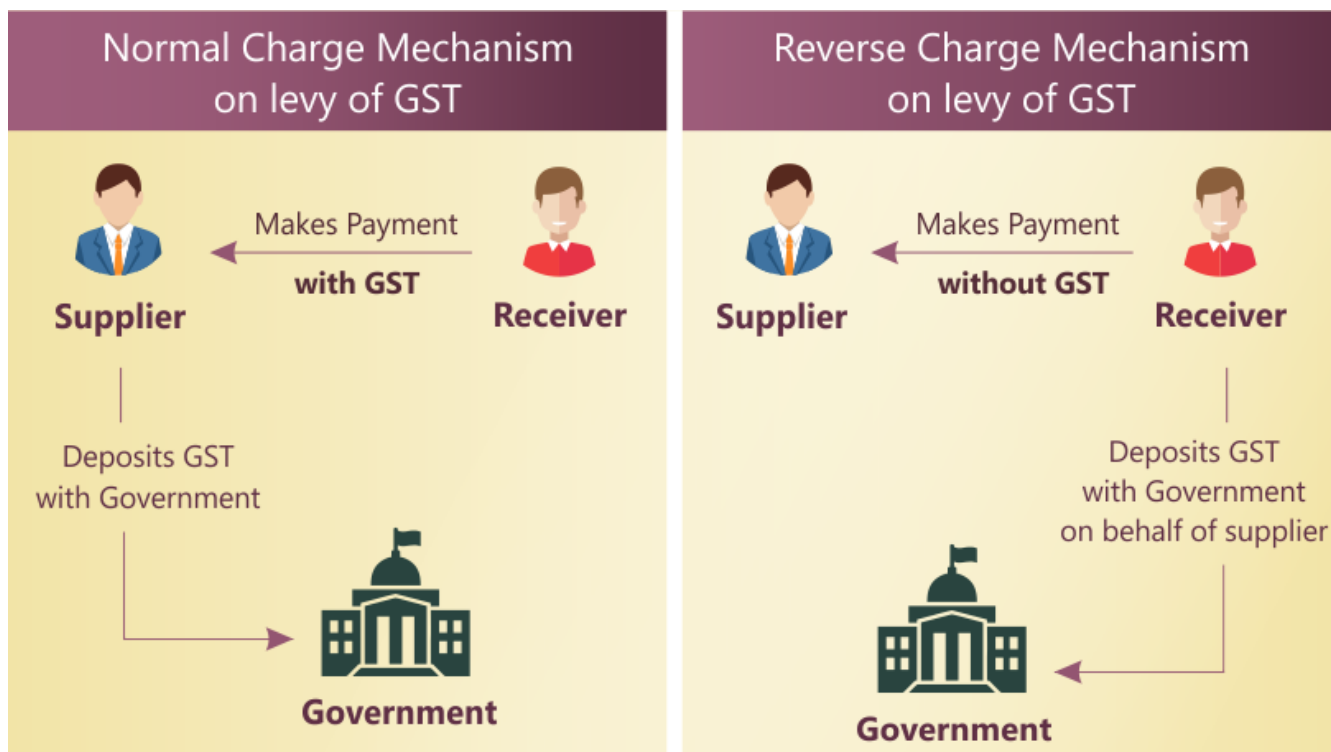 Normal Charge Mechanism
on levy of GST
Makes Payment
with GST
Supplier
Receiver
Deposits GST
with Government
Government
Reverse Charge Mechanism
on levy of GST
Makes Payment
without GST
Supplier
Receiver
Deposits GST
with Government
on behalf of supplier
Government